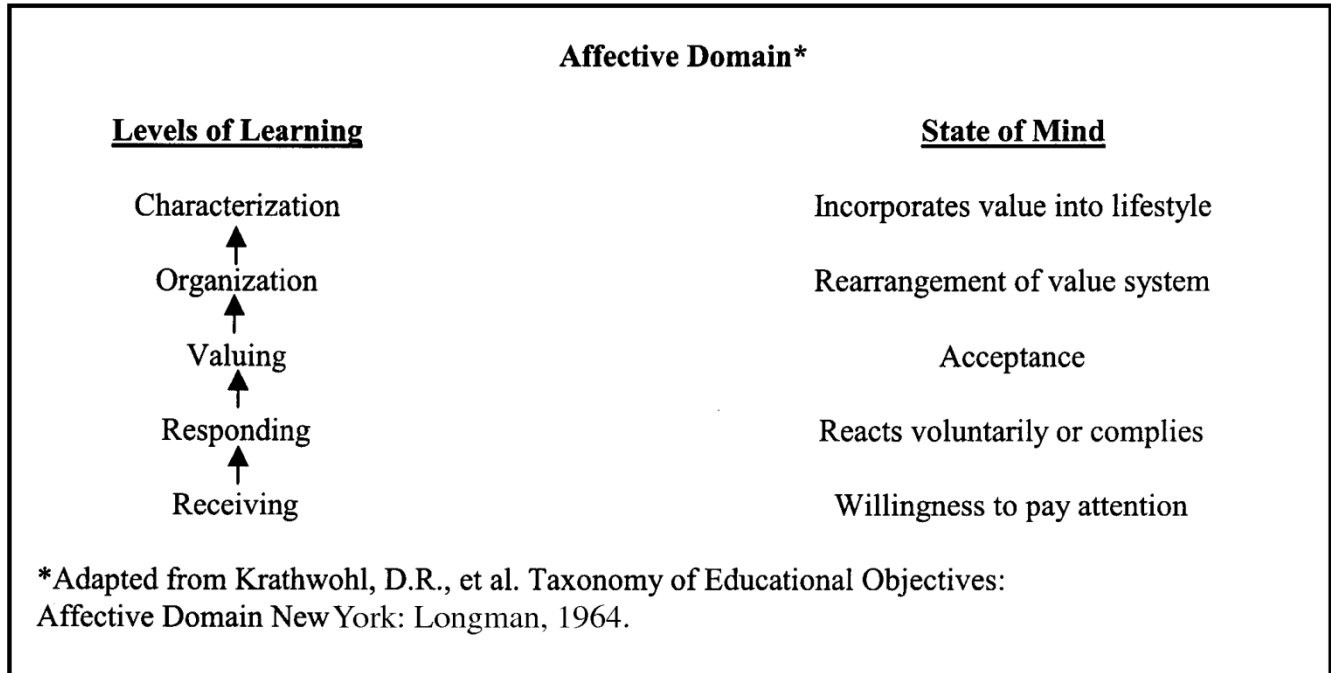 Affective Domain*
Levels of Learning State of Mind
Characterization Incorporates value into lifestyle
Organization Rearrangement of value system
Valuing Acceptance
Responding Reacts voluntarily or complies
Receiving Willingness to pay attention
*Adapted from Krathwohl, D.R., et al. Taxonomy of Educational Objectives:
Affective Domain New York: Longman, 1964.